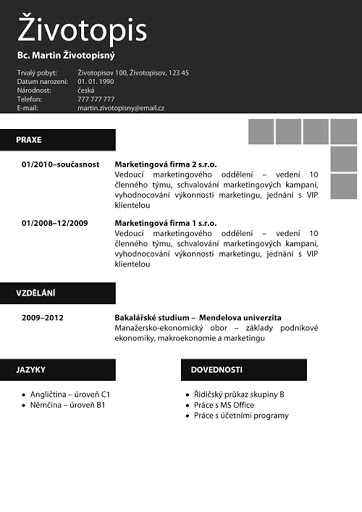 Životopis
Bc. Martin Životopisný
Trvalý pobyt: Životopisov 100, Životopisov, 123 45
Datum narození: 01. 01. 1990
Národnost: česká
Telefon: 777 777 777
E-mail: martin.zivotopisny@email.cz
PRAXE
01/2010–současnost Marketingová firma 2 s.r.o.
Vedoucí marketingového oddělení – vedení 10
členného týmu, schvalování marketingových kampaní,
vyhodnocování výkonnosti marketingu, jednání s VIP
klientelou
01/2008–12/2009 Marketingová firma 1 s.r.o.
Vedoucí marketingového oddělení – vedení 10
členného týmu, schvalování marketingových kampaní,
vyhodnocování výkonnosti marketingu, jednání s VIP
klientelou
VZDĚLÁNÍ
2009–2012 Bakalářské studium – Mendelova univerzita
Manažersko-ekonomický obor – základy podnikové
ekonomiky, makroekonomie a marketingu
JAZYKY
• Angličtina – úroveň C1
• Němčina – úroveň B1
DOVEDNOSTI
• Řidičský průkaz skupiny B
• Práce s MS Office
• Práce s účetními programy